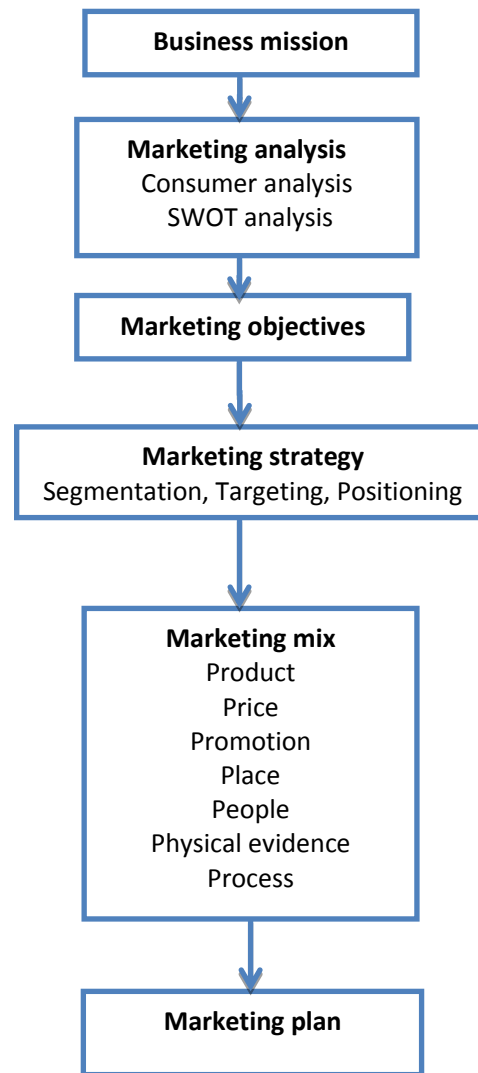 Business mission
Marketing analysis
Consumer analysis
SWOT analysis
Marketing objectives
Marketing strategy
Segmentation, Targeting, Positioning
Marketing mix
Product
Price
Promotion
Place
People
Physical evidence
Process
Marketing plan